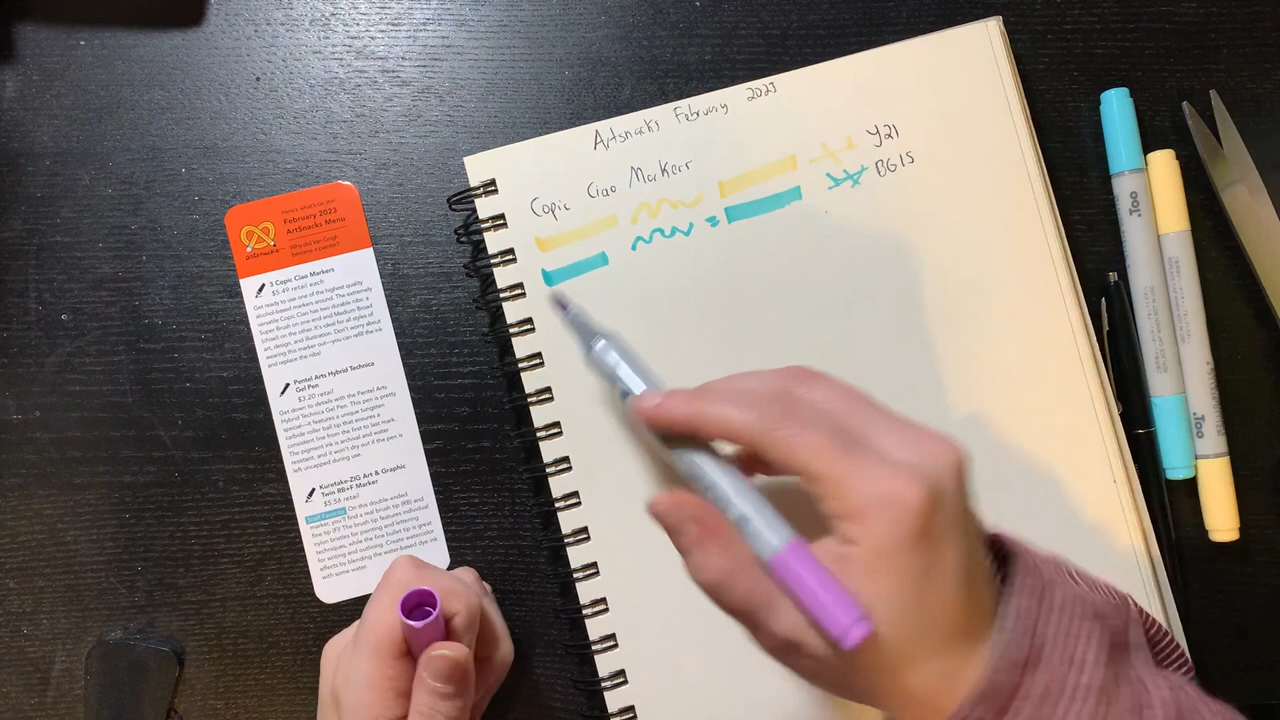 Artsnacks February 2023
Copic Ciao Markers
Y21
BG15
Here's what's on the
February 2023
ArtSnacks Menu
Why did Van Gogh
become a painter?
artsnacks
3 Copic Ciao Markers
$5.49 retail each
Get ready to use one of the highest quality
alcohol-based markers around. The extremely
versatile Copic Ciao has two durable nibs: a
Super Brush on one end and Medium Broad
(chisel) on the other. It's ideal for all styles of
art, design, and illustration. Don't worry about
wearing this marker out—you can refill the ink
and replace the nibs!
Pentel Arts Hybrid Technica
Gel Pen
$3.20 retail
Get down to details with the Pentel Arts
Hybrid Technica Gel Pen. This pen is pretty
special—it features a unique tungsten
carbide roller ball tip that ensures a
consistent line from the first to last mark.
The pigment ink is archival and water
resistant, and it won't dry out if the pen is
left uncapped during use.
Kuretake-ZIG Art & Graphic
Twin RB+F Marker
$5.56 retail
Staff Favorite On this double-ended
marker, you'll find a real brush tip (RB) and
fine tip (F)! The brush tip features individual
nylon bristles for painting and lettering
techniques, while the fine bullet tip is great
for writing and outlining. Create watercolor
effects by blending the water-based dye ink
with some water.
.Too
.Too